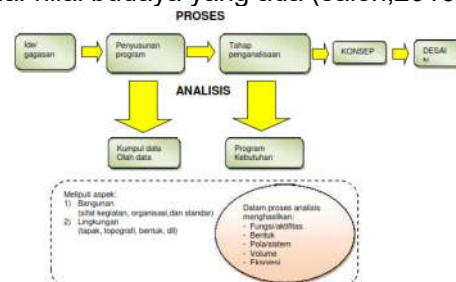 PROSES
Ide/
gagasan
Penyusunan
program
Tahap
penganalisaan
KONSEP
DESAI
ANALISIS
Kumpul data
Olah data
Program
Kebutuhan
Meliputi aspek:
1) Bangunan
(sifat kegiatan, organisasi,dan standar)
2) Lingkungan
(tapak, topografi, bentuk, dll)
Dalam proses analisis
menghasilkan:
- Fungsi/aktifitas
- Bentuk
- Pola/sistem
- Volume
- Ekspresi